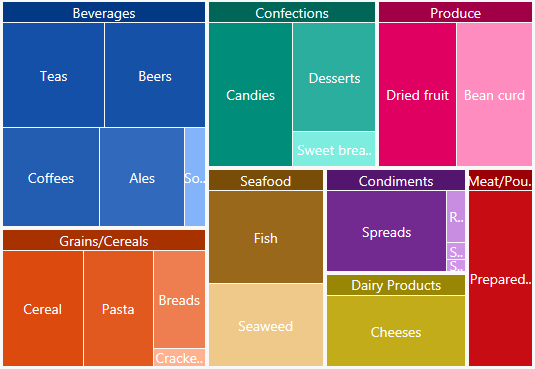 Beverages
Teas
Beers
Coffees
Ales
So..
Confections
Candies
Desserts
Sweet brea..
Produce
Dried fruit
Bean curd
Grains/Cereals
Cereal
Pasta
Breads
Cracke..
Seafood
Fish
Seaweed
Condiments
Spreads
R..
S..
S..
Dairy Products
Cheeses
Meat/Pou..
Prepared..